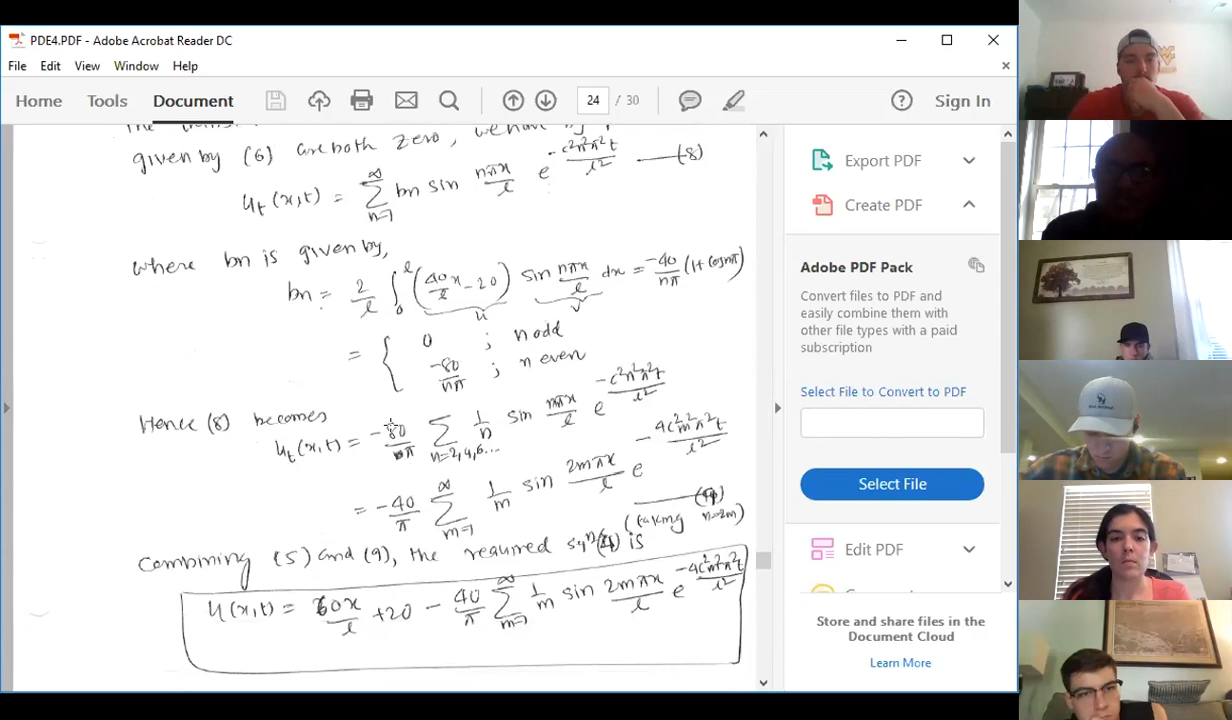 PDE4.PDF - Adobe Acrobat Reader DC
File Edit View Window Help
Home Tools Document 24 / 30 Sign In
given by (6) are both zero, we have by
u_t(x,t) = ∑_{n=1}^{∞} bn sin nπx/l e^{-c²n²π²t/l²} —(8)
where bn is given by,
bn = 2/l ∫_0^l (40x/l - 20) sin nπx/l dx = -40/nπ (1+cosnπ)
u v
= { 0 ; n odd
-80/nπ ; n even
Hence (8) becomes
u_t(x,t) = -80/π ∑_{n=2,4,6...} 1/n sin nπx/l e^{-c²n²π²t/l²}
= -40/π ∑_{m=1}^{∞} 1/m sin 2mπx/l e^{-4c²m²π²t/l²}
(taking n=2m)
Combining (5) and (9), the required is
u(x,t) = 60x/l + 20 - 40/π ∑_{m=1}^{∞} 1/m sin 2mπx/l e^{-4c²m²π²t/l²}
Export PDF
Create PDF
Adobe PDF Pack
Convert files to PDF and
easily combine them with
other file types with a paid
subscription
Select File to Convert to PDF
Select File
Edit PDF
Store and share files in the
Document Cloud
Learn More